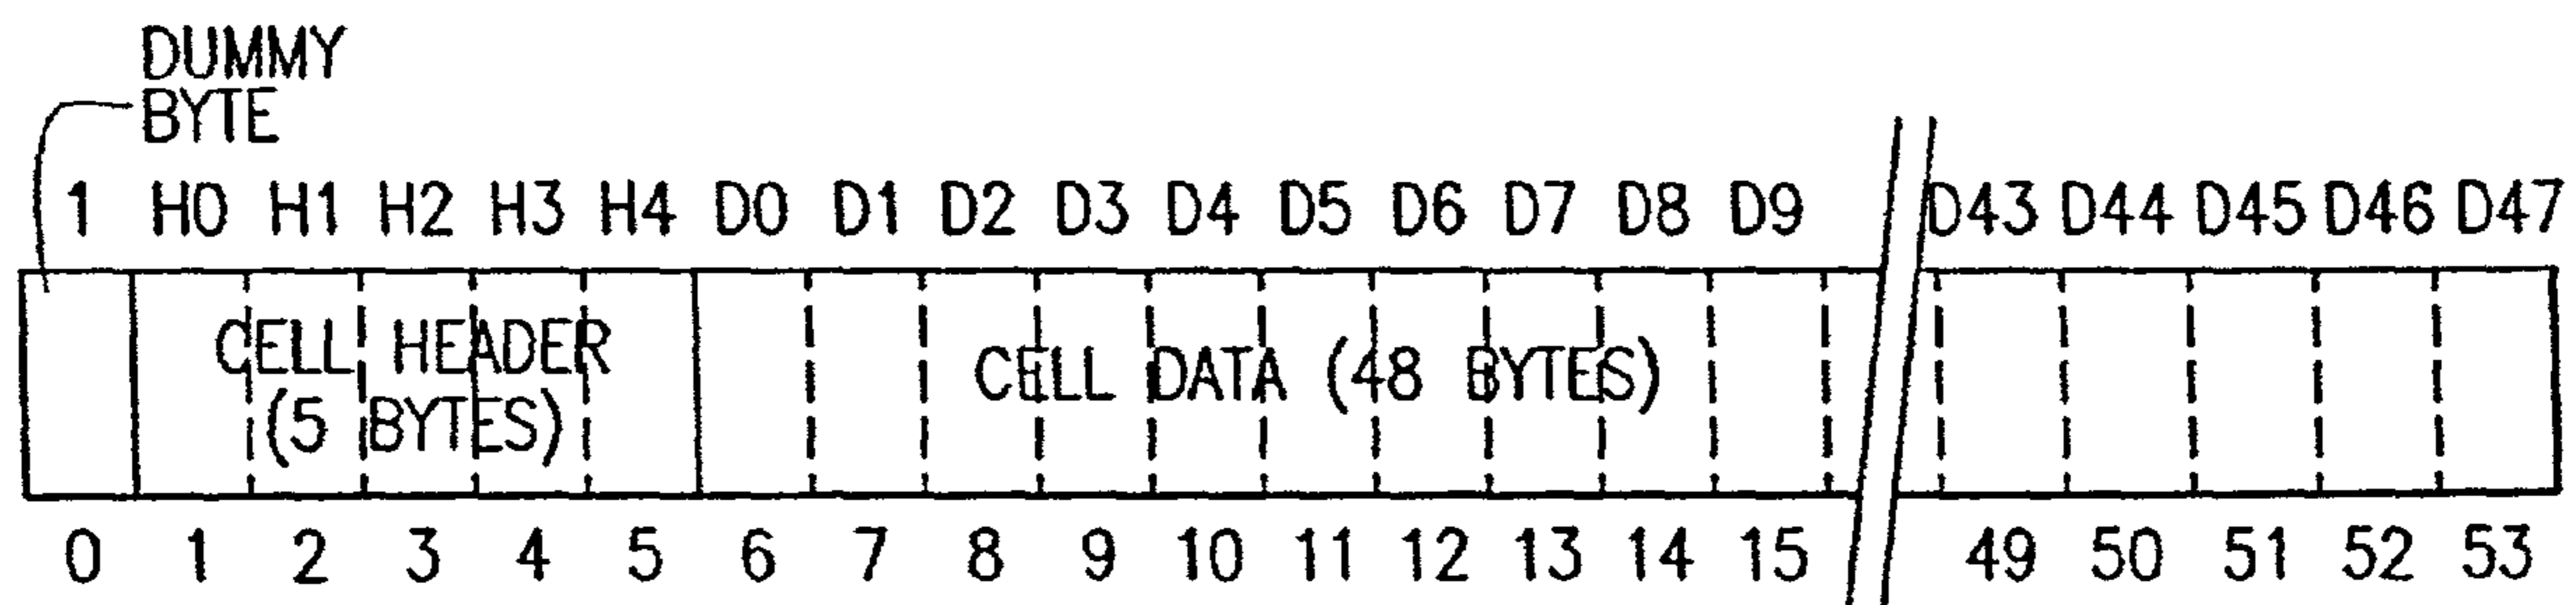 DUMMY
BYTE
1 H0 H1 H2 H3 H4 D0 D1 D2 D3 D4 D5 D6 D7 D8 D9 D43 D44 D45 D46 D47
CELL HEADER
(5 BYTES)
CELL DATA (48 BYTES)
0 1 2 3 4 5 6 7 8 9 10 11 12 13 14 15 49 50 51 52 53